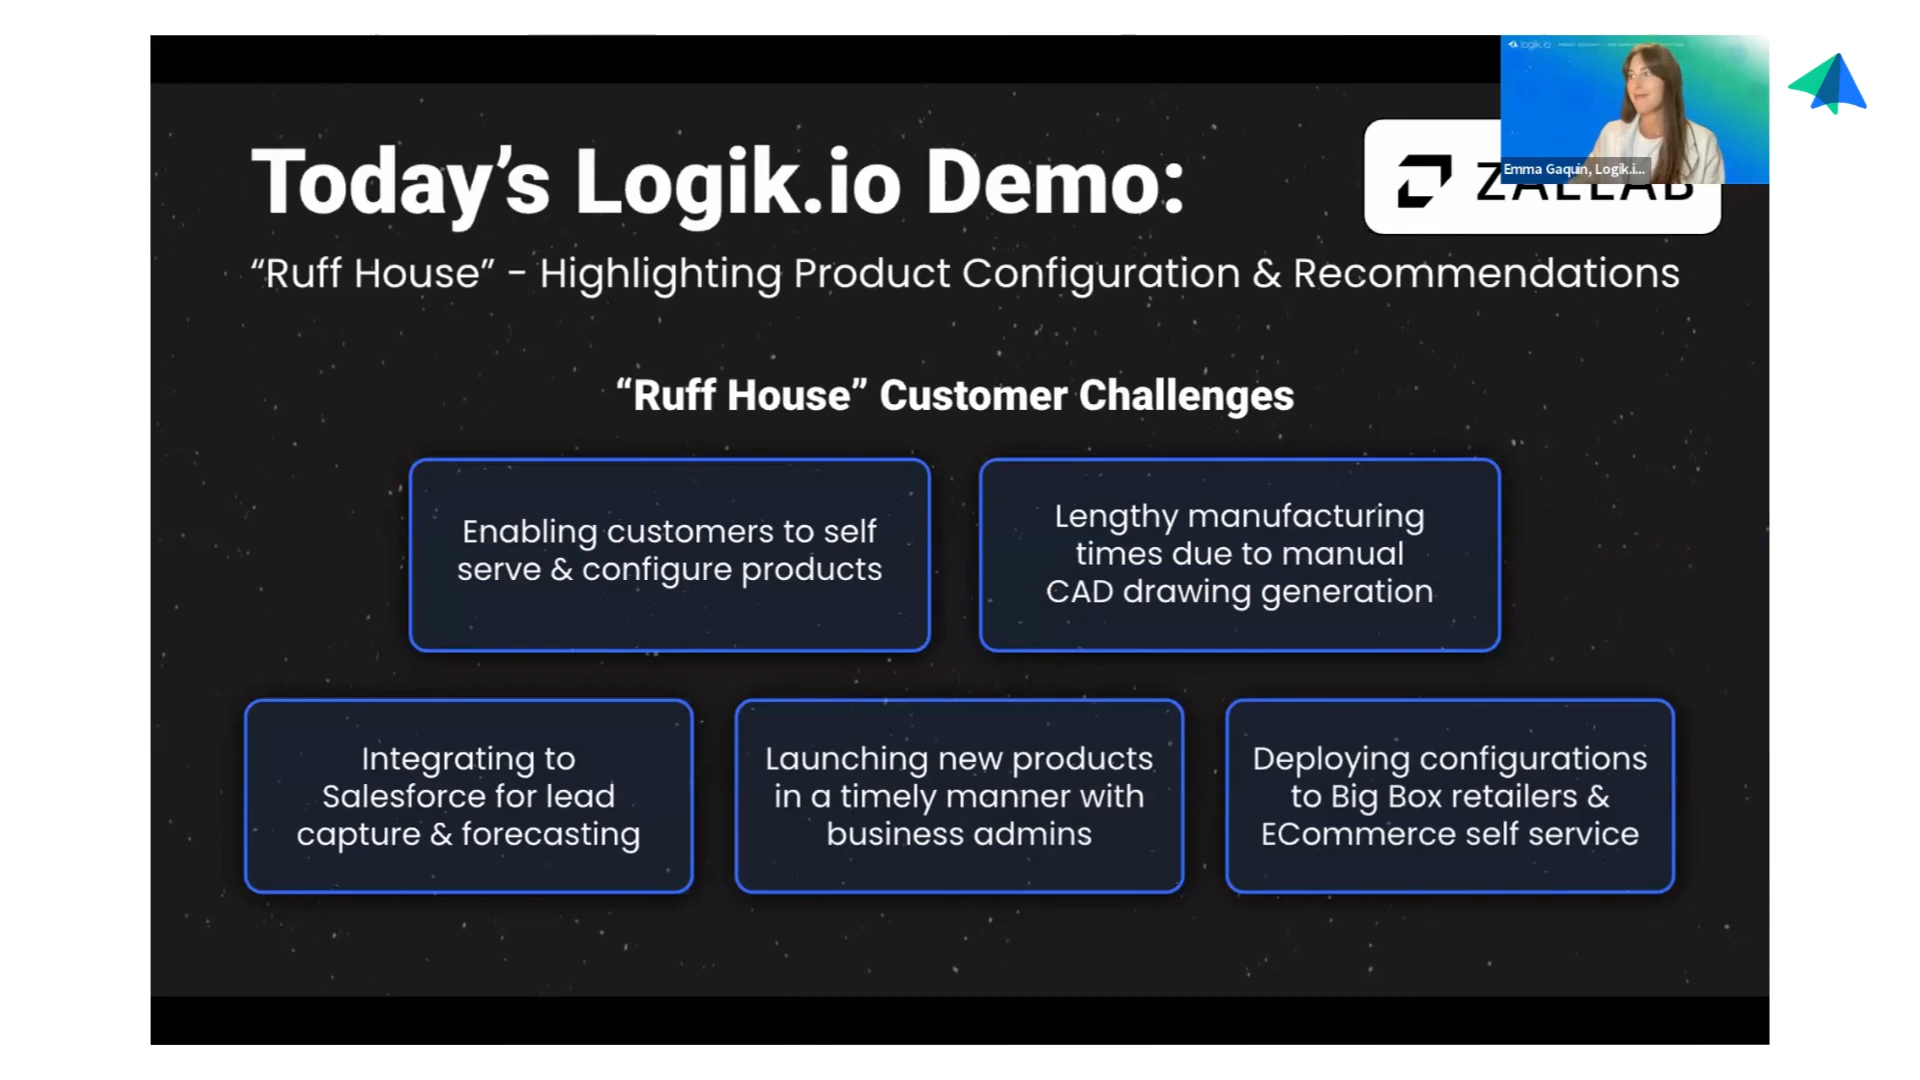 logik.io
Today’s Logik.io Demo:
Emma Gaquin, Logik.i...
“Ruff House” - Highlighting Product Configuration & Recommendations
“Ruff House” Customer Challenges
Enabling customers to self
serve & configure products
Lengthy manufacturing
times due to manual
CAD drawing generation
Integrating to
Salesforce for lead
capture & forecasting
Launching new products
in a timely manner with
business admins
Deploying configurations
to Big Box retailers &
ECommerce self service